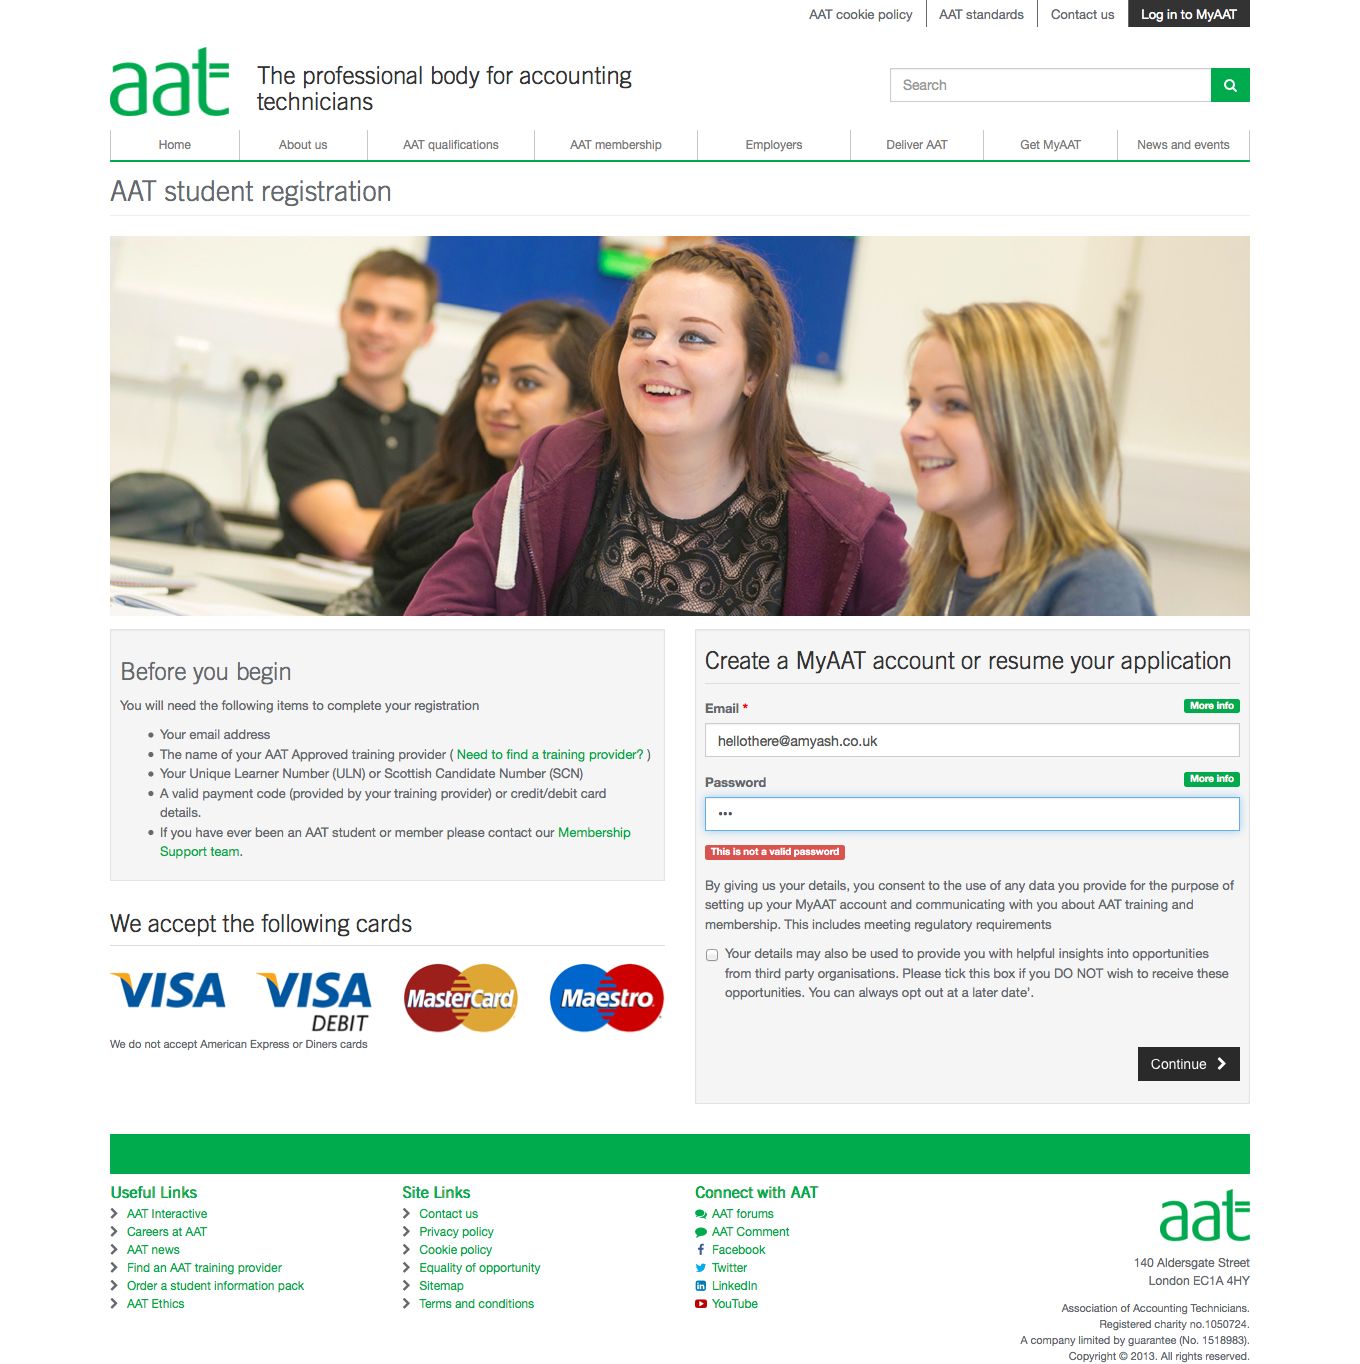 AAT cookie policy
AAT standards
Contact us
Log in to MyAAT
aat
The professional body for accounting
technicians
Search
Home
About us
AAT qualifications
AAT membership
Employers
Deliver AAT
Get MyAAT
News and events
AAT student registration
Before you begin
You will need the following items to complete your registration
Your email address
The name of your AAT Approved training provider ( Need to find a training provider? )
Your Unique Learner Number (ULN) or Scottish Candidate Number (SCN)
A valid payment code (provided by your training provider) or credit/debit card
details.
If you have ever been an AAT student or member please contact our Membership
Support team.
We accept the following cards
VISA
VISA
DEBIT
MasterCard
Maestro
We do not accept American Express or Diners cards
Create a MyAAT account or resume your application
Email *
More info
hellothere@amyash.co.uk
Password
More info
•••
This is not a valid password
By giving us your details, you consent to the use of any data you provide for the purpose of
setting up your MyAAT account and communicating with you about AAT training and
membership. This includes meeting regulatory requirements
Your details may also be used to provide you with helpful insights into opportunities
from third party organisations. Please tick this box if you DO NOT wish to receive these
opportunities. You can always opt out at a later date'.
Continue
Useful Links
AAT Interactive
Careers at AAT
AAT news
Find an AAT training provider
Order a student information pack
AAT Ethics
Site Links
Contact us
Privacy policy
Cookie policy
Equality of opportunity
Sitemap
Terms and conditions
Connect with AAT
AAT forums
AAT Comment
Facebook
Twitter
LinkedIn
YouTube
aat
140 Aldersgate Street
London EC1A 4HY
Association of Accounting Technicians.
Registered charity no.1050724.
A company limited by guarantee (No. 1518983).
Copyright © 2013. All rights reserved.